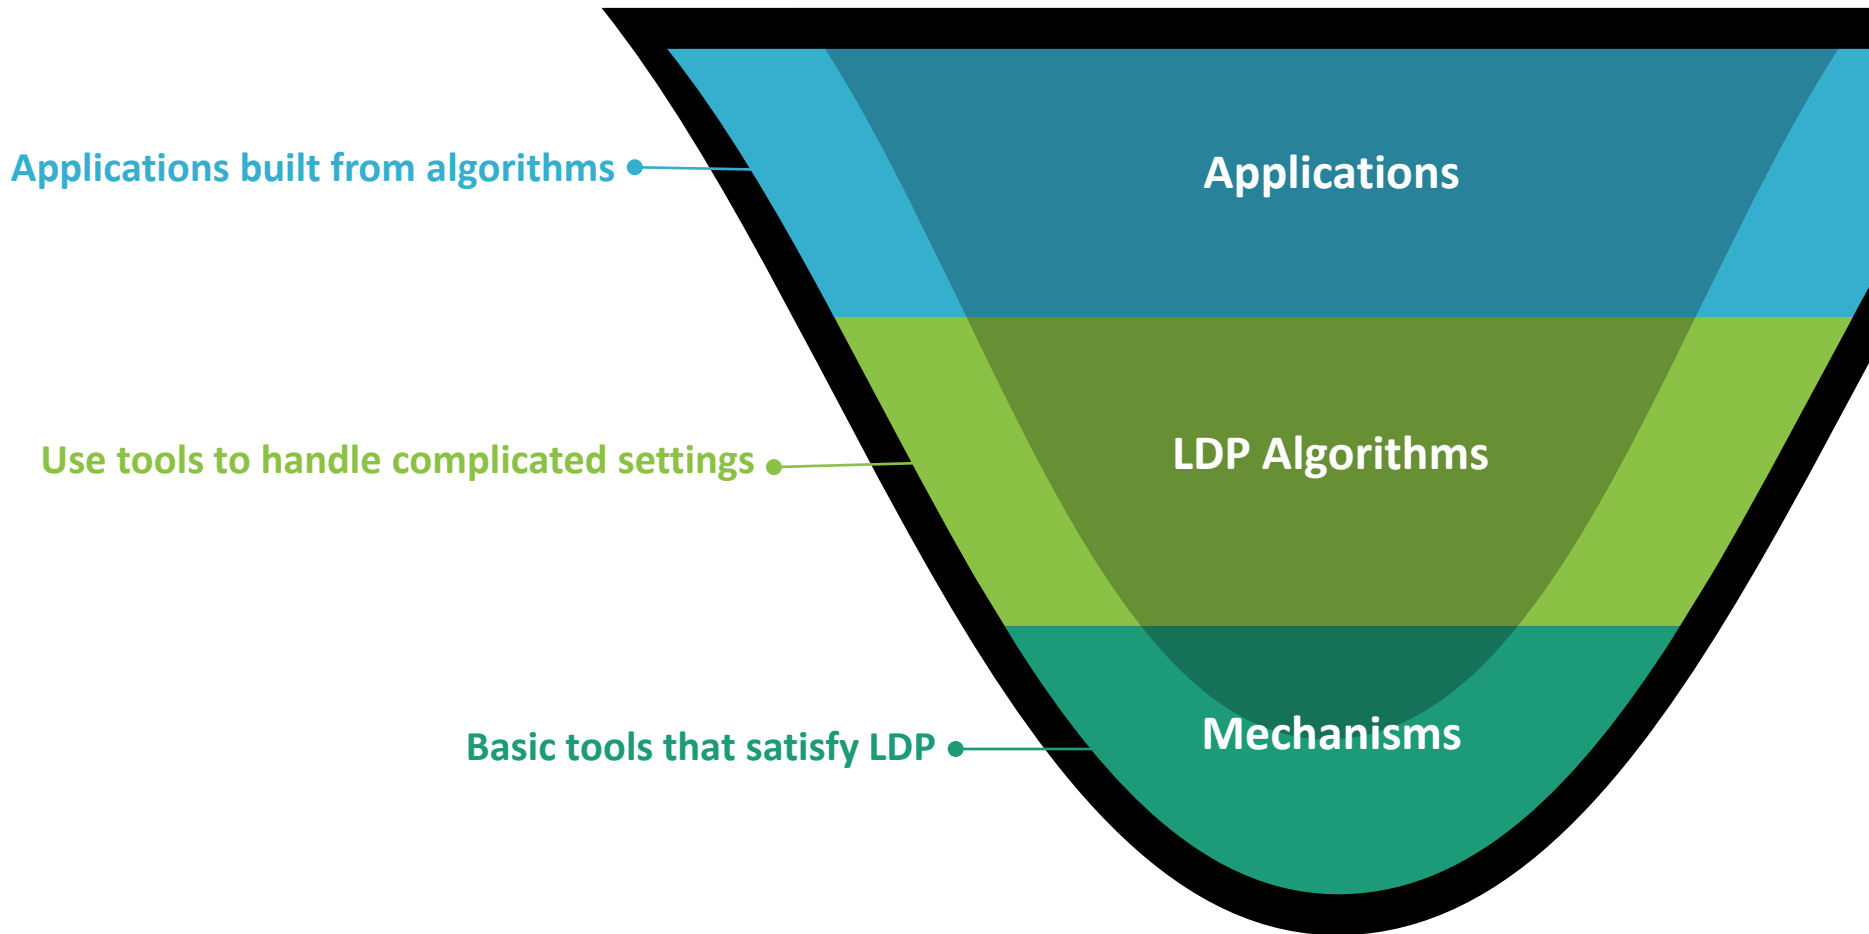 Applications built from algorithms
Applications
Use tools to handle complicated settings
LDP Algorithms
Basic tools that satisfy LDP
Mechanisms